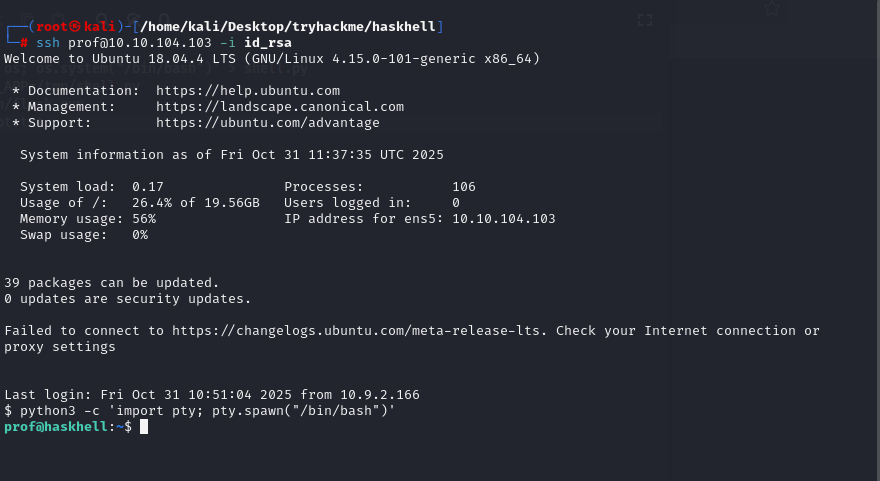 ┌──(root㉿kali)-[/home/kali/Desktop/tryhackme/haskhell]
└─# ssh prof@10.10.104.103 -i id_rsa
Welcome to Ubuntu 18.04.4 LTS (GNU/Linux 4.15.0-101-generic x86_64)
 * Documentation:  https://help.ubuntu.com
 * Management:     https://landscape.canonical.com
 * Support:        https://ubuntu.com/advantage
  System information as of Fri Oct 31 11:37:35 UTC 2025
  System load:  0.17               Processes:           106
  Usage of /:   26.4% of 19.56GB   Users logged in:     0
  Memory usage: 56%                IP address for ens5: 10.10.104.103
  Swap usage:   0%
39 packages can be updated.
0 updates are security updates.
Failed to connect to https://changelogs.ubuntu.com/meta-release-lts. Check your Internet connection or
proxy settings
Last login: Fri Oct 31 10:51:04 2025 from 10.9.2.166
$ python3 -c 'import pty; pty.spawn("/bin/bash")'
prof@haskhell:~$